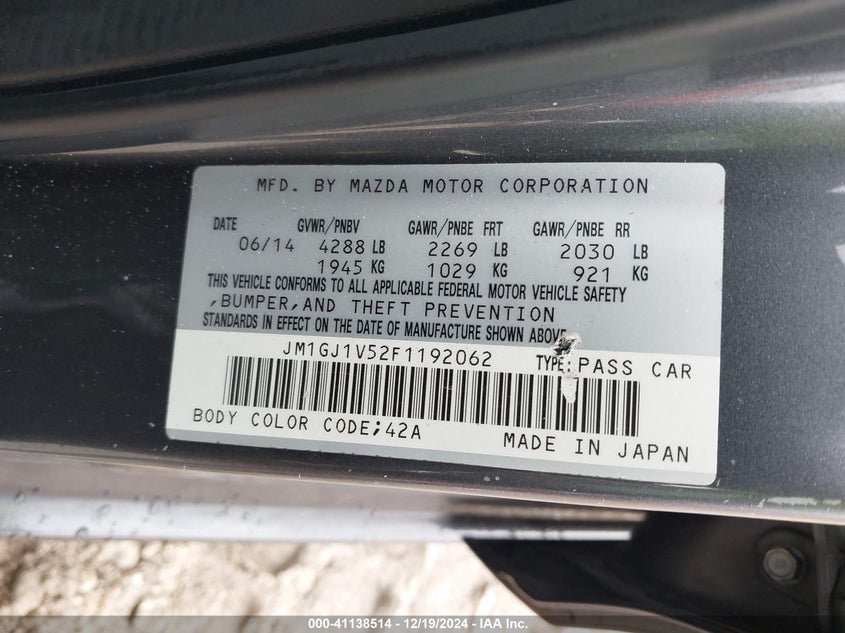 MFD. BY MAZDA MOTOR CORPORATION
DATE GVWR/PNBV GAWR/PNBE FRT GAWR/PNBE RR
06/14 4288 LB 2269 LB 2030 LB
1945 KG 1029 KG 921 KG
THIS VEHICLE CONFORMS TO ALL APPLICABLE FEDERAL MOTOR VEHICLE SAFETY
,BUMPER,AND THEFT PREVENTION
STANDARDS IN EFFECT ON THE DATE OF MANUFACTURE SHOWN ABOVE.
JM1GJ1V52F1192062 TYPE: PASS CAR
BODY COLOR CODE;42A MADE IN JAPAN
000-41138514 - 12/19/2024 - IAA Inc.